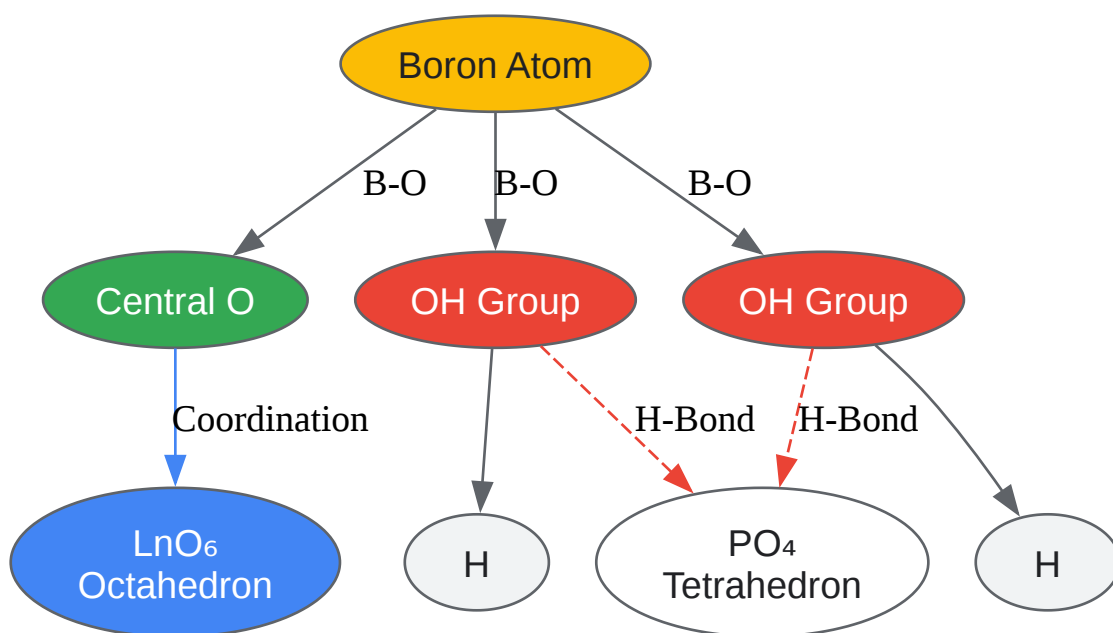 Boron Atom
B-O
B-O
B-O
Central O
OH Group
OH Group
Coordination
H-Bond
H-Bond
LnO₆
Octahedron
H
PO₄
Tetrahedron
H